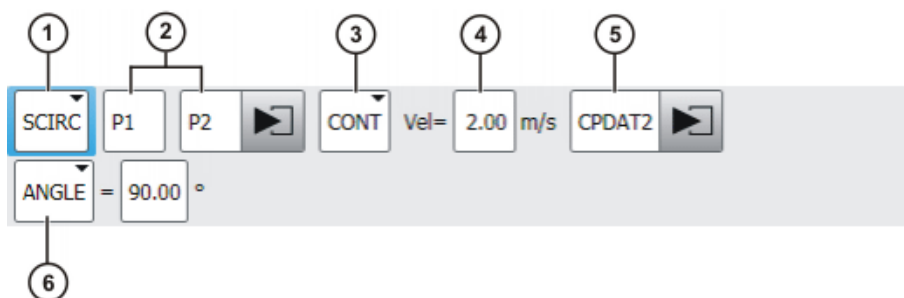 1 2 3 4 5
SCIRC P1 P2 CONT Vel= 2.00 m/s CPDAT2
ANGLE = 90.00 °
6